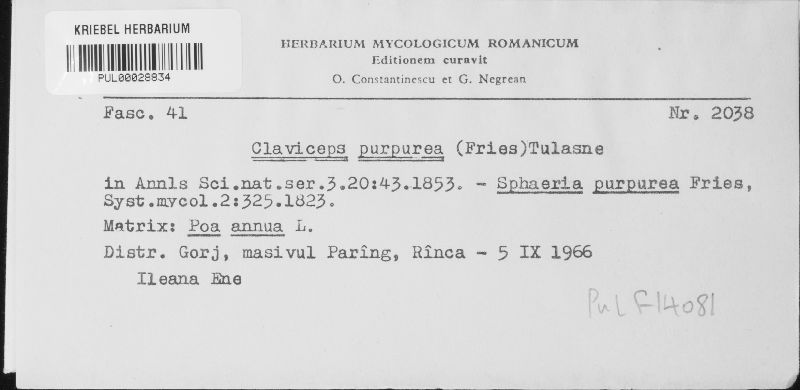 KRIEBEL HERBARIUM
PUL00028834
HERBARIUM MYCOLOGICUM ROMANICUM
Editionem curavit
O. Constantinescu et G. Negrean
Fasc. 41 Nr. 2038
Claviceps purpurea (Fries)Tulasne
in Annls Sci.nat.ser.3.20:43.1853. - Sphaeria purpurea Fries,
Syst.mycol.2:325.1823.
Matrix: Poa annua L.
Distr. Gorj, masivul Parîng, Rînca - 5 IX 1966
Ileana Ene
PUL F14081